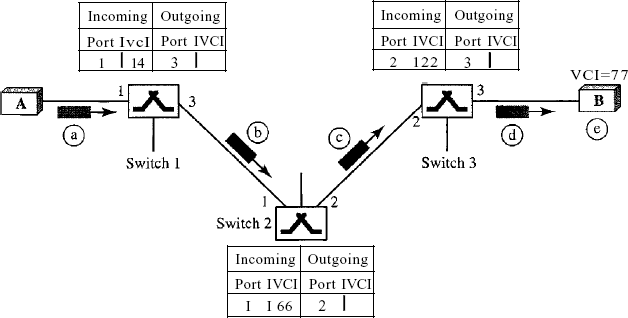 Incoming Outgoing
Port IvcI Port IVCI
1 | 14 3 |
Incoming Outgoing
Port IVCI Port IVCI
2 122 3 |
VCI=77
A
1
3
a
b
c
2
3
d
B
e
Switch 1
Switch 3
1
2
Switch 2
Incoming Outgoing
Port IVCI Port IVCI
I I 66 2 |